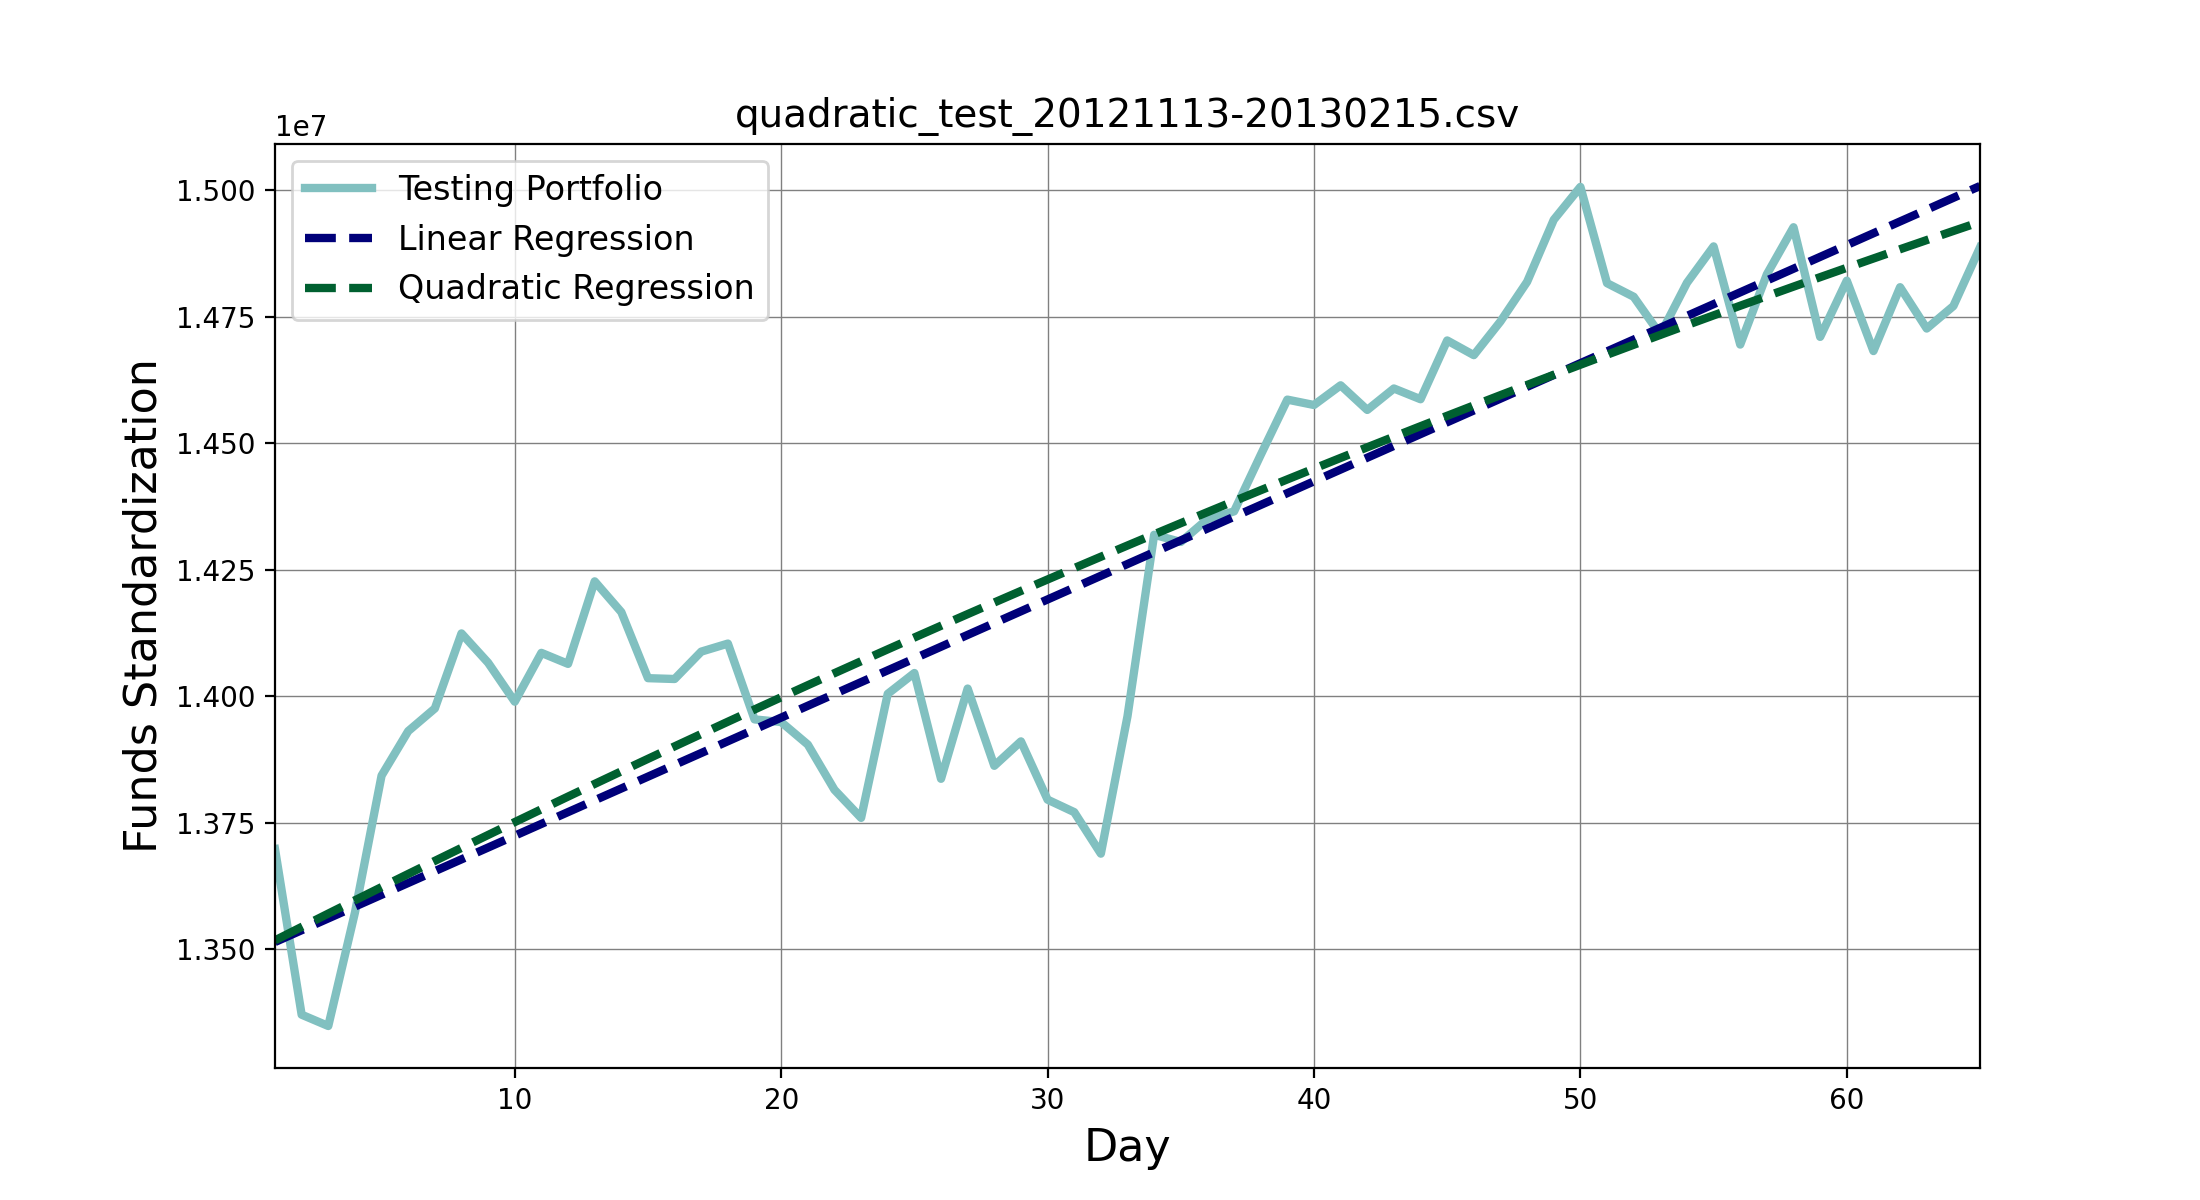 quadratic_test_20121113-20130215.csv
1e7
Testing Portfolio
Linear Regression
Quadratic Regression
1.500
1.475
1.450
1.425
1.400
1.375
1.350
Funds Standardization
10 20 30 40 50 60
Day